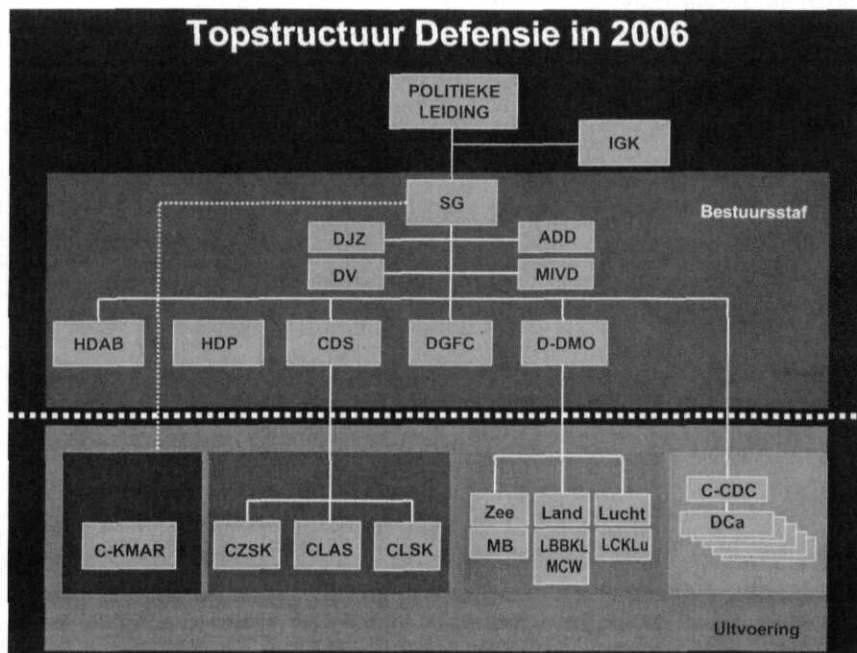 Topstructuur Defensie in 2006
POLITIEKE
LEIDING
IGK
SG
Bestuursstaf
DJZ
ADD
DV
MIVD
HDAB
HDP
CDS
DGFC
D-DMO
C-KMAR
CZSK
CLAS
CLSK
Zee
Land
Lucht
MB
LBBKL
MCW
LCKLu
C-CDC
DCa
Uitvoering